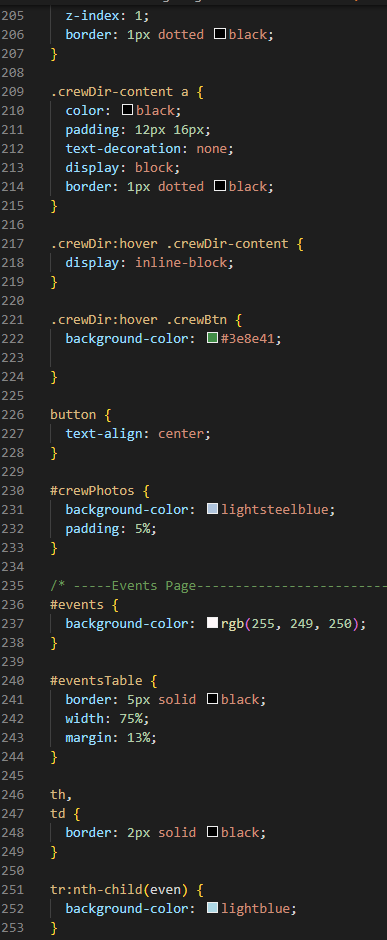 205 z-index: 1;
206 border: 1px dotted black;
207 }
208
209 .crewDir-content a {
210 color: black;
211 padding: 12px 16px;
212 text-decoration: none;
213 display: block;
214 border: 1px dotted black;
215 }
216
217 .crewDir:hover .crewDir-content {
218 display: inline-block;
219 }
220
221 .crewDir:hover .crewBtn {
222 background-color: #3e8e41;
223
224 }
225
226 button {
227 text-align: center;
228 }
229
230 #crewPhotos {
231 background-color: lightsteelblue;
232 padding: 5%;
233 }
234
235 /* -----Events Page------------------------
236 #events {
237 background-color: rgb(255, 249, 250);
238 }
239
240 #eventsTable {
241 border: 5px solid black;
242 width: 75%;
243 margin: 13%;
244 }
245
246 th,
247 td {
248 border: 2px solid black;
249 }
250
251 tr:nth-child(even) {
252 background-color: lightblue;
253 }